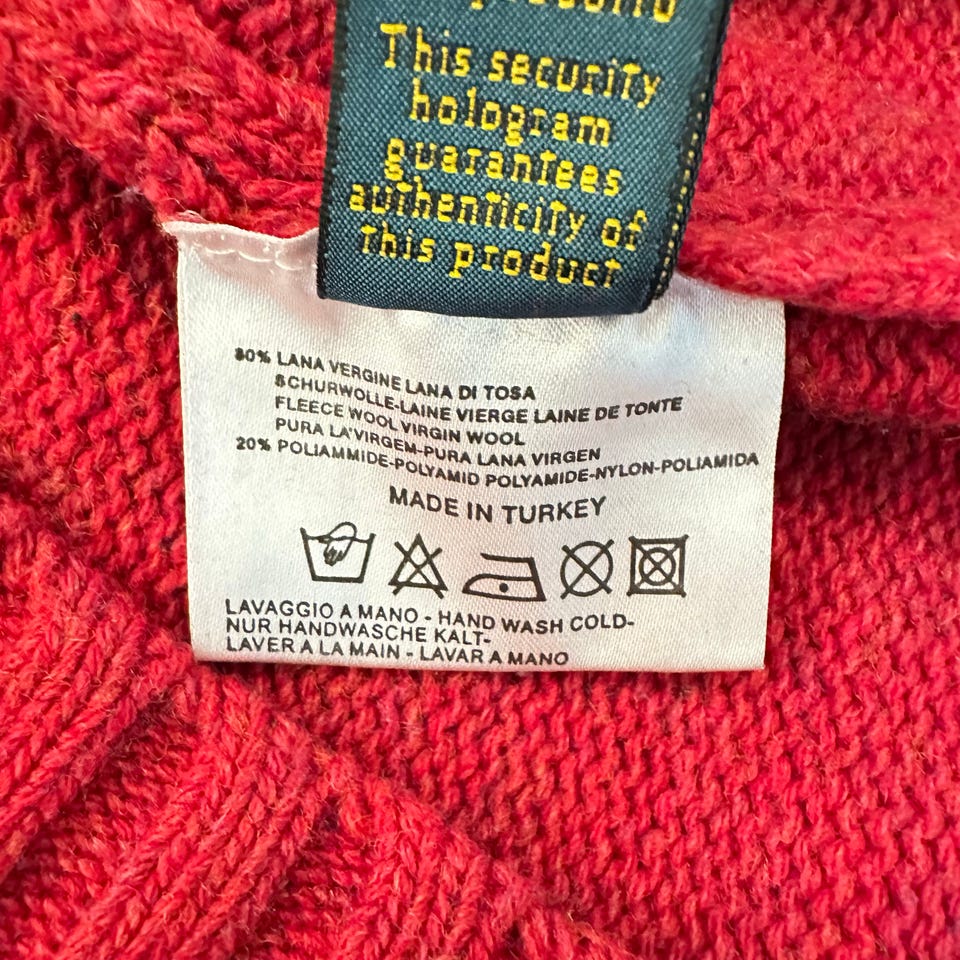 This security
hologram
guarantees
authenticity of
this product
80% LANA VERGINE LANA DI TOSA
SCHURWOLLE-LAINE VIERGE LAINE DE TONTE
FLEECE WOOL VIRGIN WOOL
PURA LA'VIRGEM-PURA LANA VIRGEN
20% POLIAMMIDE-POLYAMID POLYAMIDE-NYLON-POLIAMIDA
MADE IN TURKEY
LAVAGGIO A MANO - HAND WASH COLD-
NUR HANDWASCHE KALT-
LAVER A LA MAIN - LAVAR A MANO